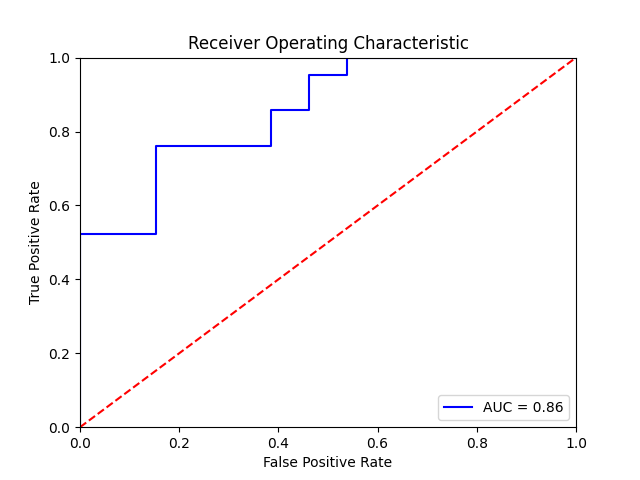 Receiver Operating Characteristic
True Positive Rate
1.0
0.8
0.6
0.4
0.2
0.0
AUC = 0.86
0.0 0.2 0.4 0.6 0.8 1.0
False Positive Rate